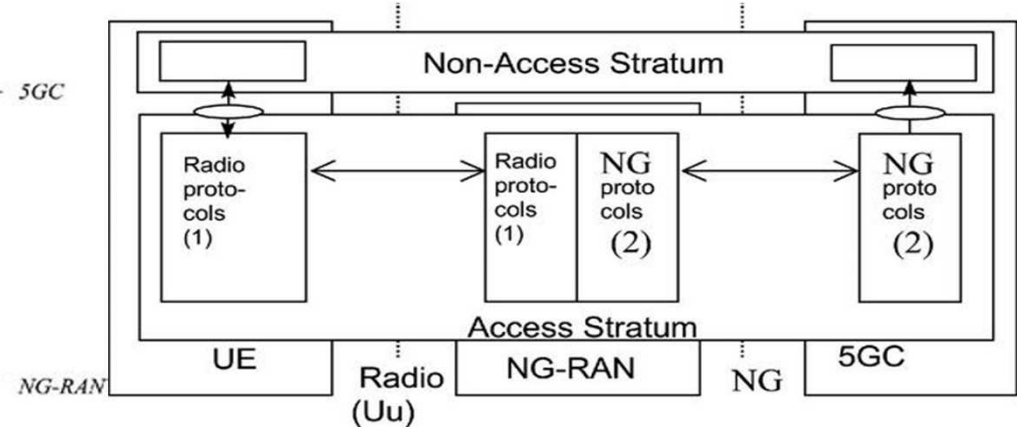 Non-Access Stratum
5GC
Radio
proto-
cols
(1)
Radio
proto-
cols
(1)
NG
proto
cols
(2)
NG
proto
cols
(2)
Access Stratum
UE
NG-RAN
5GC
NG-RAN
Radio
(Uu)
NG